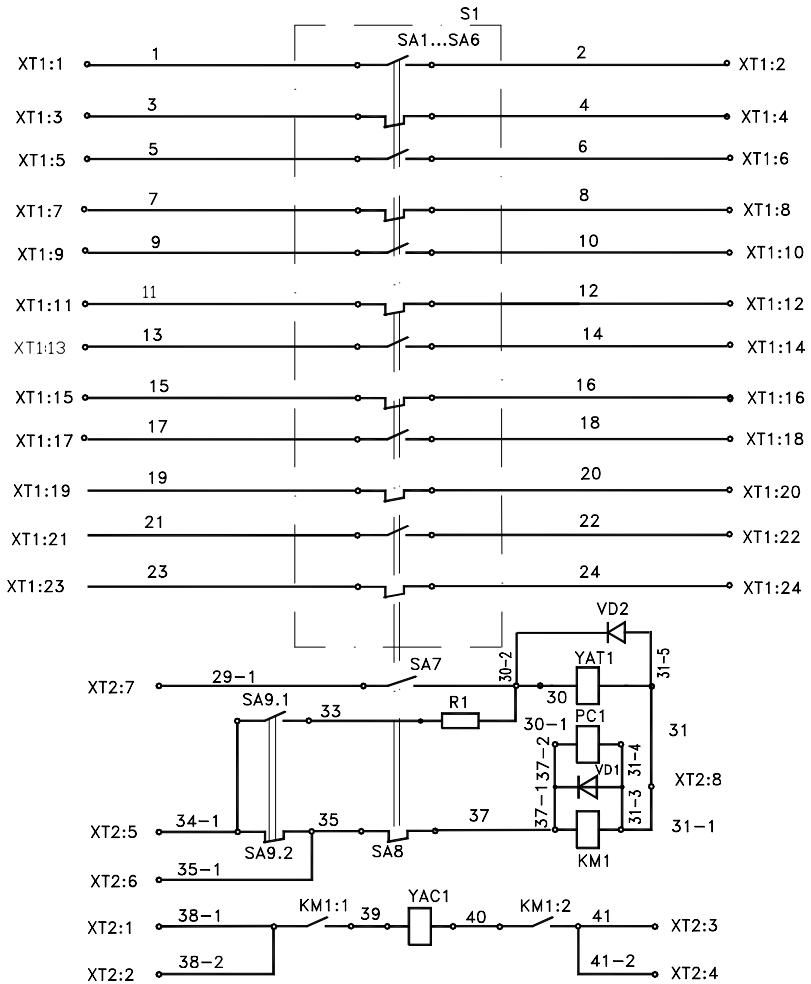 S1
SA1...SA6
XT1:1 1 2 XT1:2
XT1:3 3 4 XT1:4
XT1:5 5 6 XT1:6
XT1:7 7 8 XT1:8
XT1:9 9 10 XT1:10
XT1:11 11 12 XT1:12
XT1:13 13 14 XT1:14
XT1:15 15 16 XT1:16
XT1:17 17 18 XT1:18
XT1:19 19 20 XT1:20
XT1:21 21 22 XT1:22
XT1:23 23 24 XT1:24
VD2
XT2:7 29-1 SA7 30-2 30 YAT1 31-5
SA9.1 33 R1 30-1 PC1 31
37-2 31-4
VD1 XT2:8
37-1 31-3
XT2:5 34-1 SA9.2 35 SA8 37 KM1 31-1
XT2:6 35-1
XT2:1 38-1 KM1:1 39 YAC1 40 KM1:2 41 XT2:3
XT2:2 38-2 41-2 XT2:4